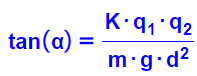 tan(α) = K·q₁·q₂ / m·g·d²